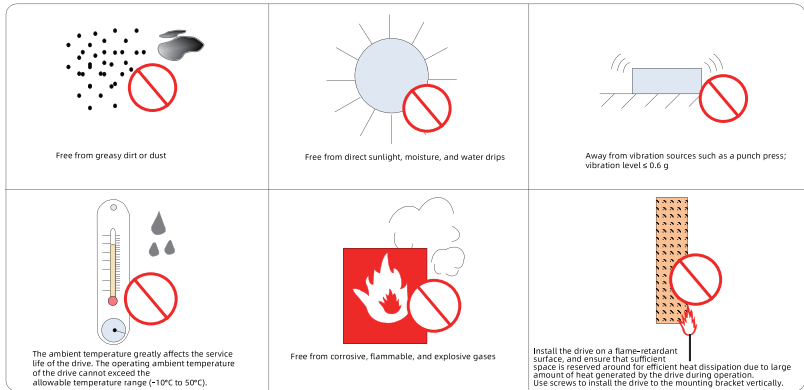 Free from greasy dirt or dust
Free from direct sunlight, moisture, and water drips
Away from vibration sources such as a punch press;
vibration level ≤ 0.6 g
The ambient temperature greatly affects the service
life of the drive. The operating ambient temperature
of the drive cannot exceed the
allowable temperature range (−10°C to 50°C).
Free from corrosive, flammable, and explosive gases
Install the drive on a flame-retardant
surface, and ensure that sufficient
space is reserved around for efficient heat dissipation due to large
amount of heat generated by the drive during operation.
Use screws to install the drive to the mounting bracket vertically.